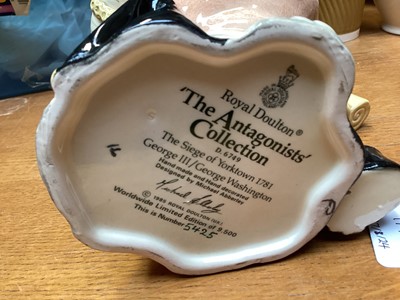 Royal Doulton®
'The Antagonists'
Collection
D. 6749
The Siege of Yorktown 1781
George III/George Washington
Hand made and Hand decorated
Designed by Michael Abberley
© 1985 ROYAL DOULTON (UK)
Worldwide Limited Edition of 9,500
This is Number 5425